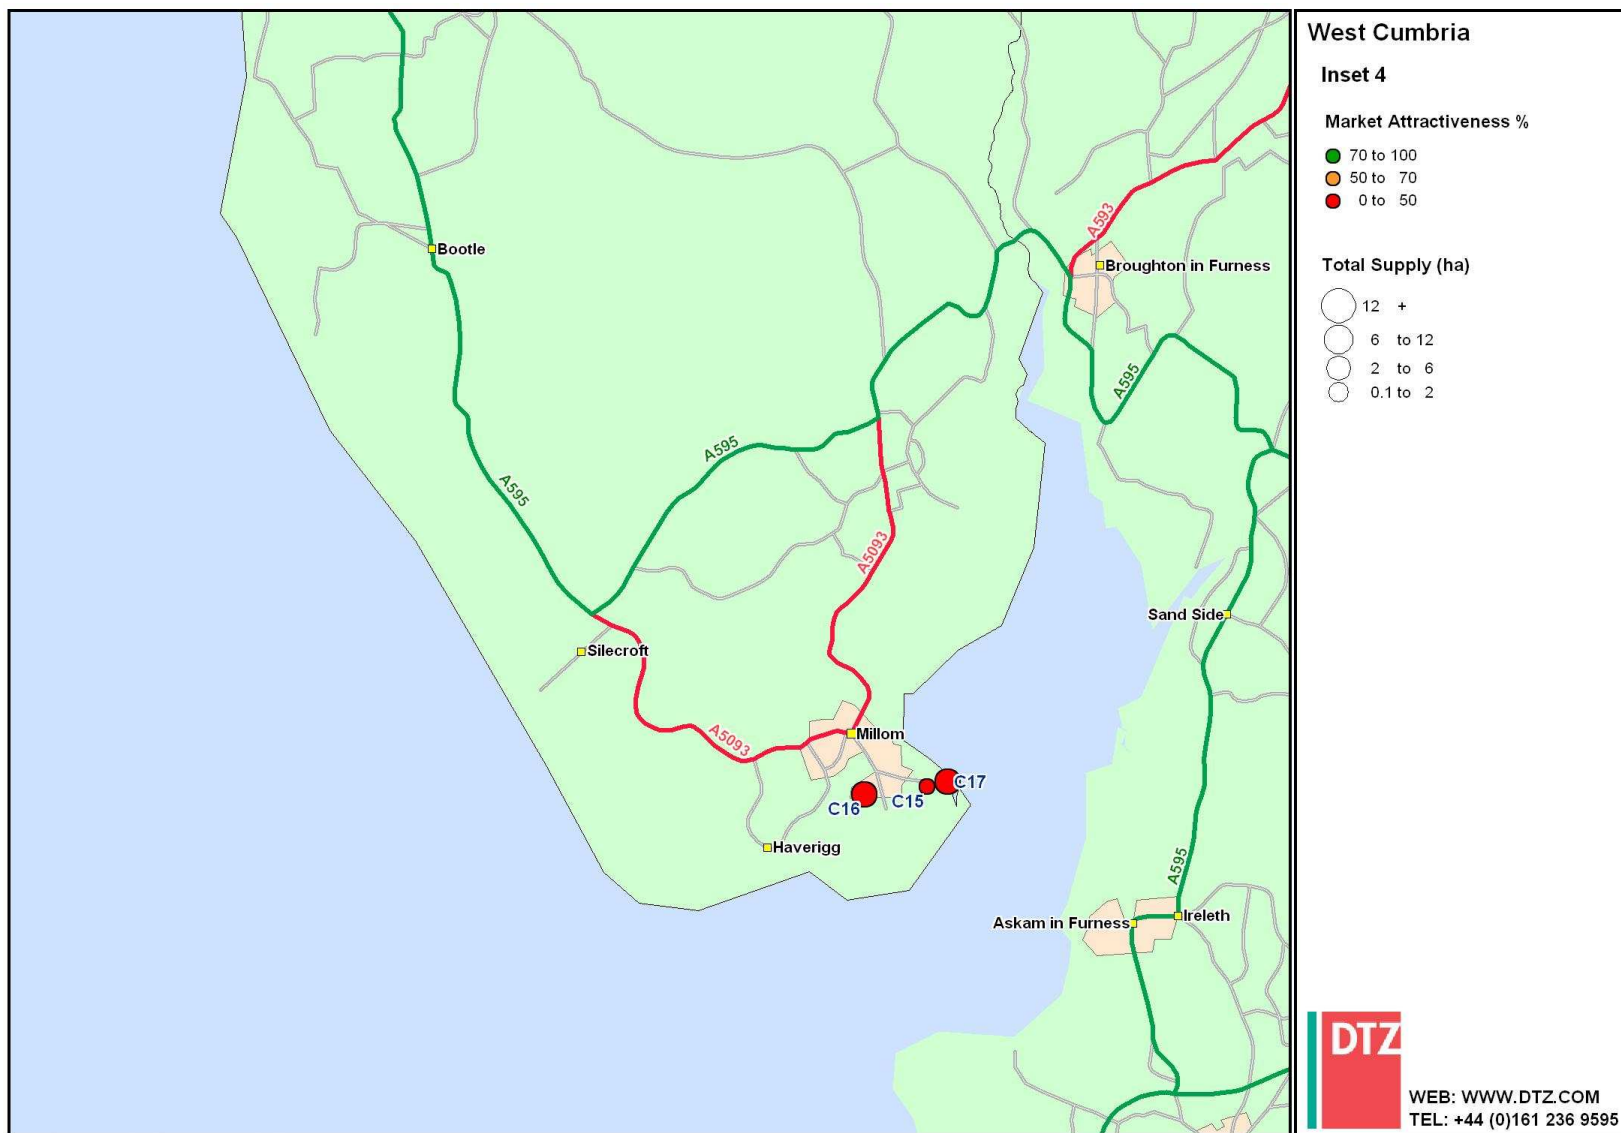 West Cumbria
Inset 4
Market Attractiveness %
70 to 100
50 to 70
0 to 50
Total Supply (ha)
12 +
6 to 12
2 to 6
0.1 to 2
A593
Bootle
Broughton in Furness
A595
A595
A595
A5093
Sand Side
Silecroft
A5093
Millom
C17
C15
C16
Haverigg
A595
Askam in Furness
Ireleth
DTZ
WEB: WWW.DTZ.COM
TEL: +44 (0)161 236 9595